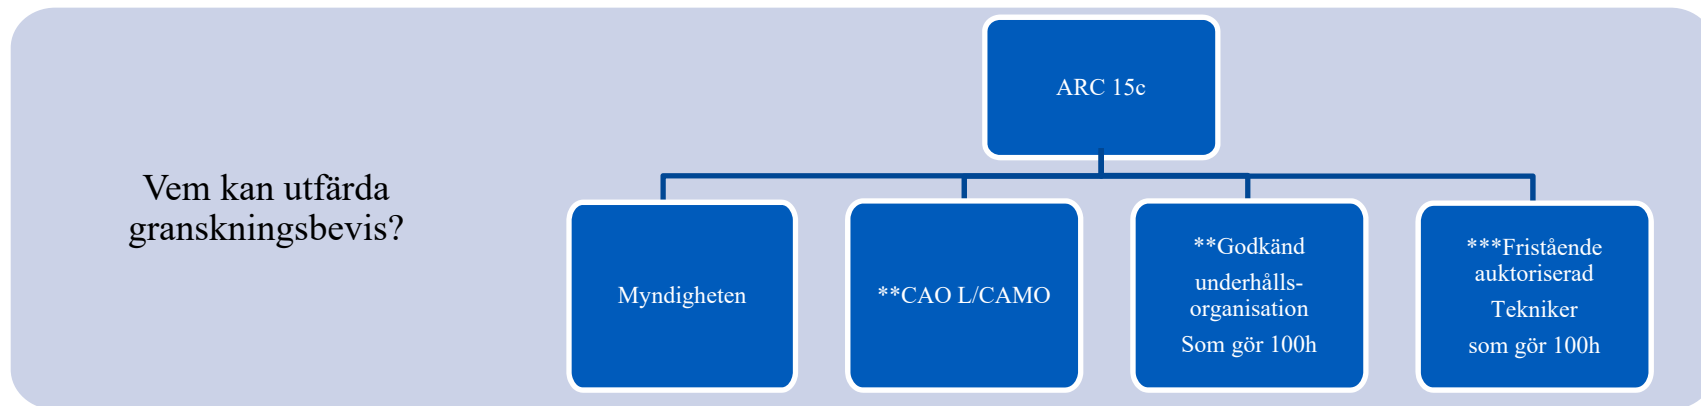 Vem kan utfärda
granskningsbevis?
ARC 15c
Myndigheten
**CAO L/CAMO
**Godkänd
underhålls-
organisation
Som gör 100h
***Fristående
auktoriserad
Tekniker
som gör 100h